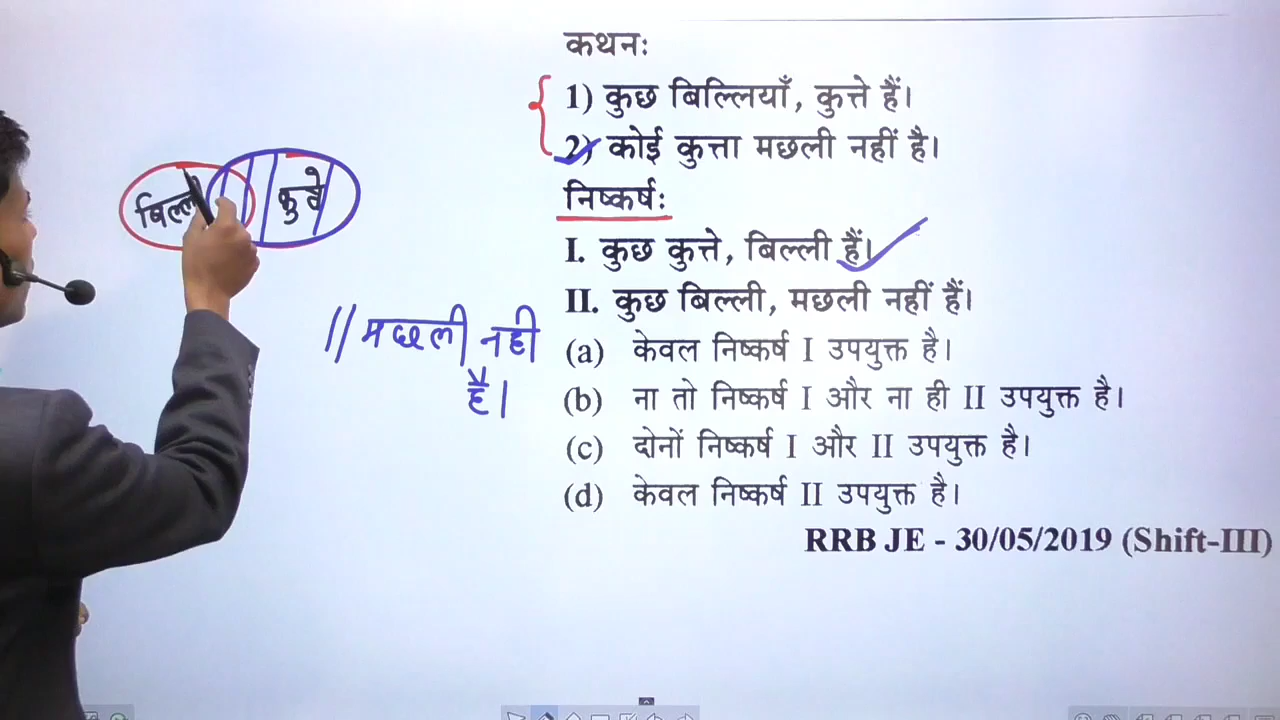 कथनः
1) कुछ बिल्लियाँ, कुत्ते हैं।
2) कोई कुत्ता मछली नहीं है।
निष्कर्षः
I. कुछ कुत्ते, बिल्ली हैं।
II. कुछ बिल्ली, मछली नहीं हैं।
(a) केवल निष्कर्ष I उपयुक्त है।
(b) ना तो निष्कर्ष I और ना ही II उपयुक्त है।
(c) दोनों निष्कर्ष I और II उपयुक्त है।
(d) केवल निष्कर्ष II उपयुक्त है।
RRB JE - 30/05/2019 (Shift-III)
// मछली नही
है।